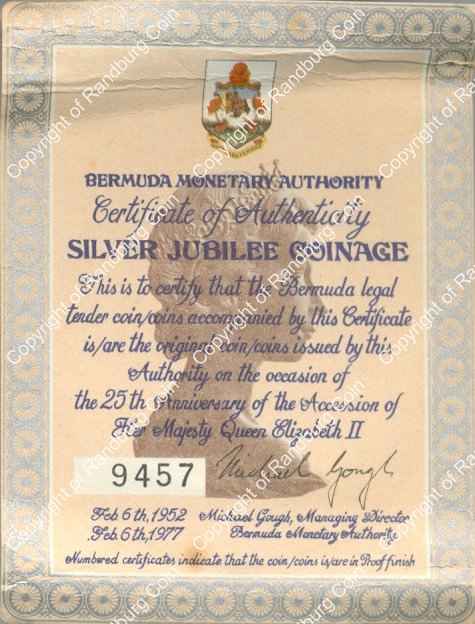 BERMUDA MONETARY AUTHORITY
Certificate of Authenticity
SILVER JUBILEE COINAGE
This is to certify that the Bermuda legal
tender coin/coins accompanied by this Certificate
is/are the original coin/coins issued by this
Authority on the occasion of
the 25th Anniversary of the Accession of
Her Majesty Queen Elizabeth II
9457 Michael Gough
Feb 6th, 1952 Michael Gough, Managing Director
Feb 6th, 1977 Bermuda Monetary Authority
Numbered certificates indicate that the coin/coins is/are in Proof finish
Copyright of Randburg Coin